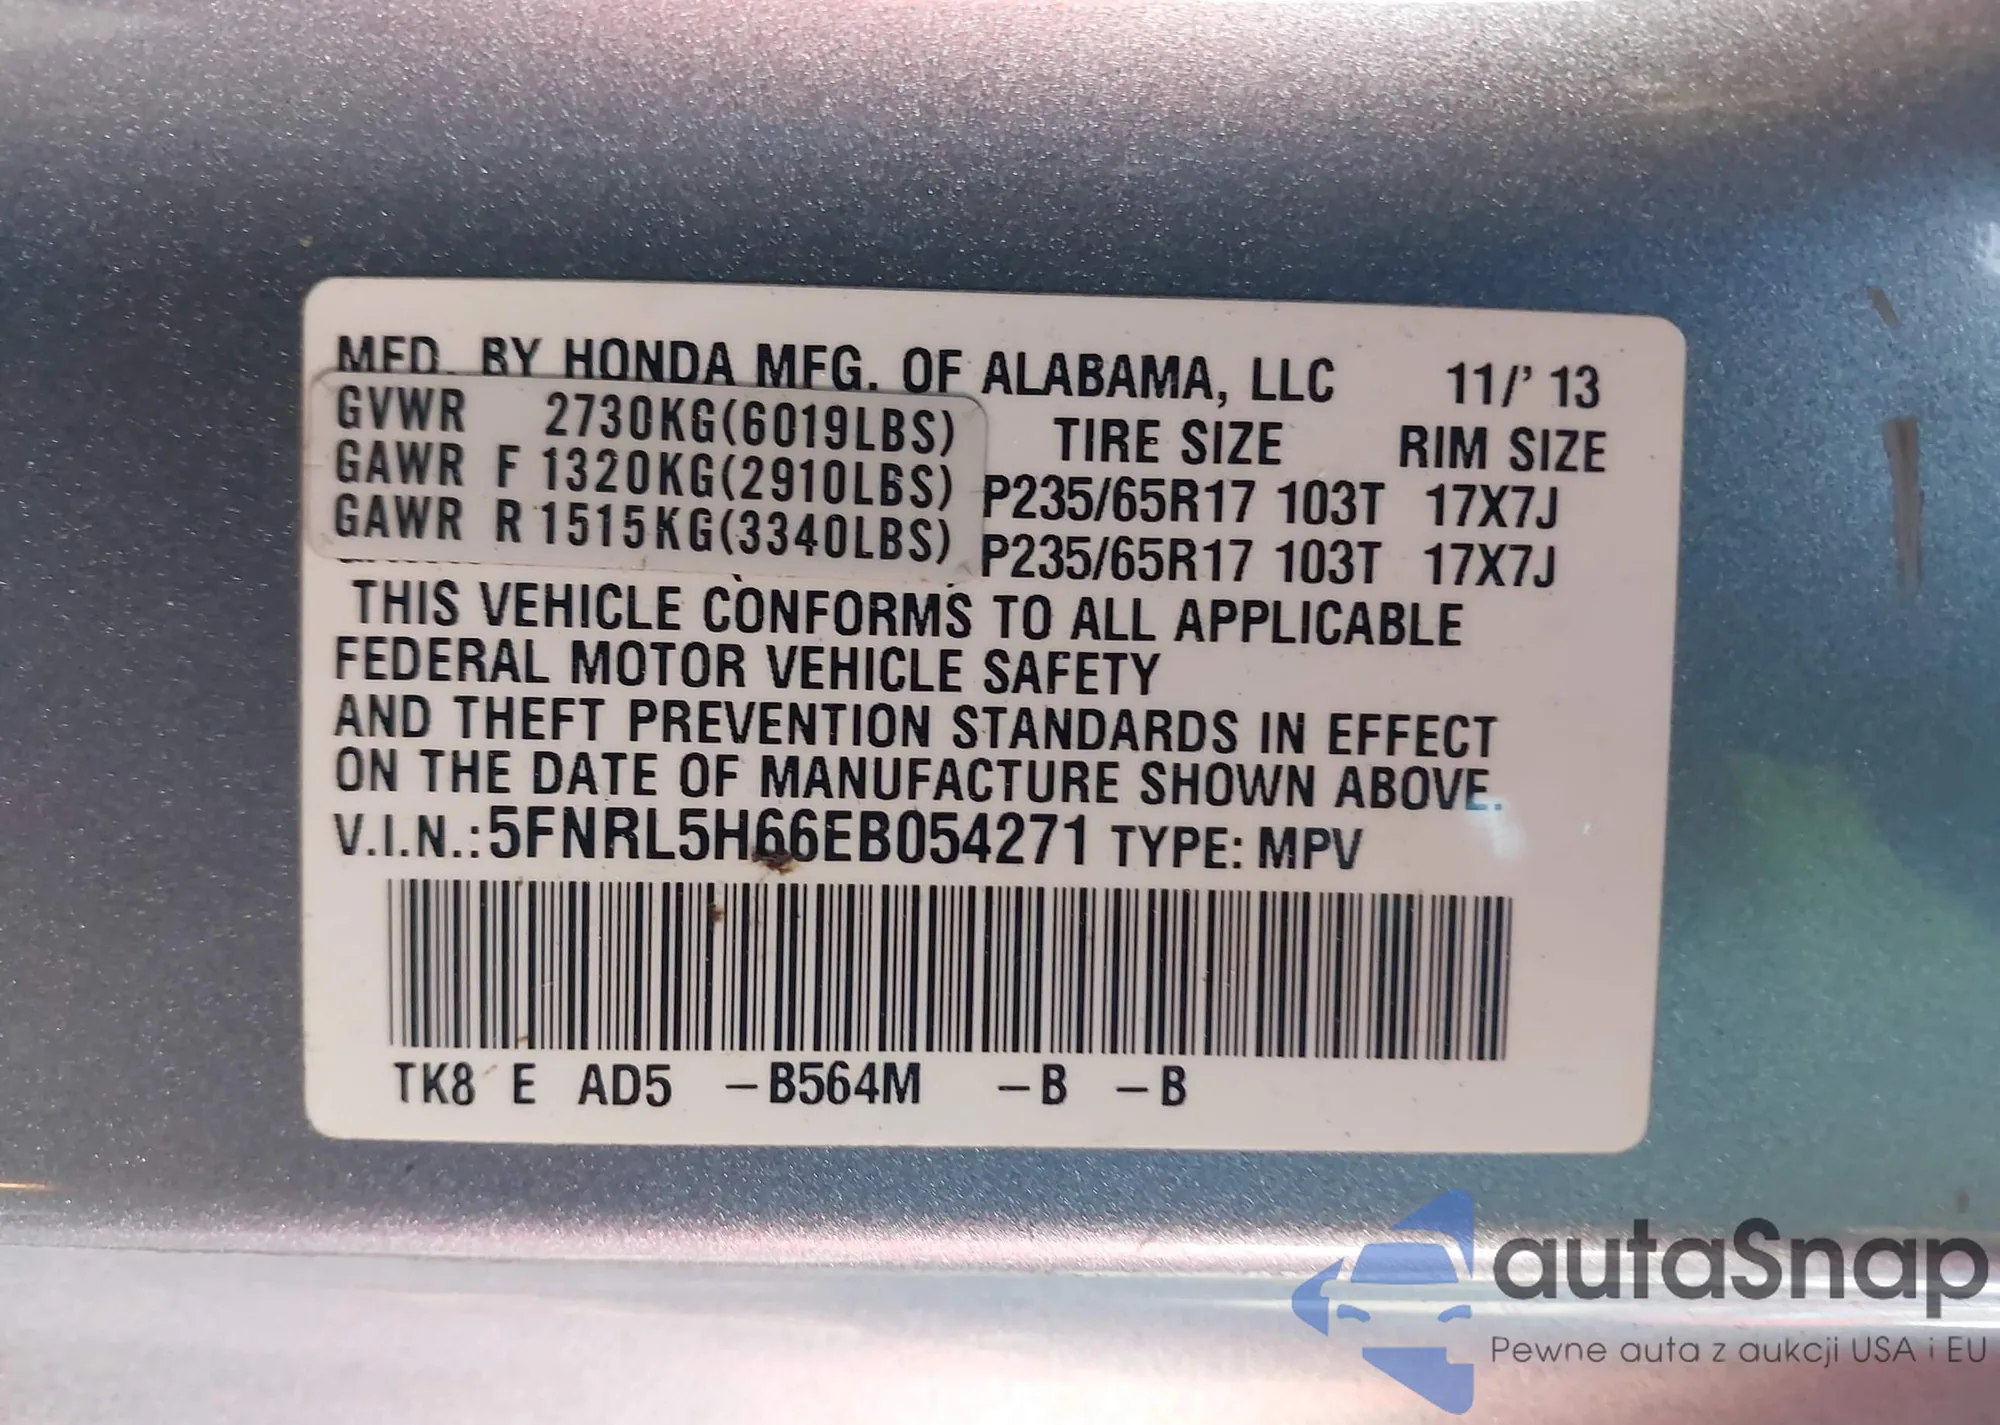 MFD. BY HONDA MFG. OF ALABAMA, LLC 11/' 13
GVWR 2730KG(6019LBS) TIRE SIZE RIM SIZE
GAWR F 1320KG(2910LBS) P235/65R17 103T 17X7J
GAWR R 1515KG(3340LBS) P235/65R17 103T 17X7J
THIS VEHICLE CONFORMS TO ALL APPLICABLE
FEDERAL MOTOR VEHICLE SAFETY
AND THEFT PREVENTION STANDARDS IN EFFECT
ON THE DATE OF MANUFACTURE SHOWN ABOVE.
V.I.N.: 5FNRL5H66EB054271 TYPE: MPV
TK8 E AD5 -B564M -B -B
autaSnap
Pewne auta z aukcji USA i EU